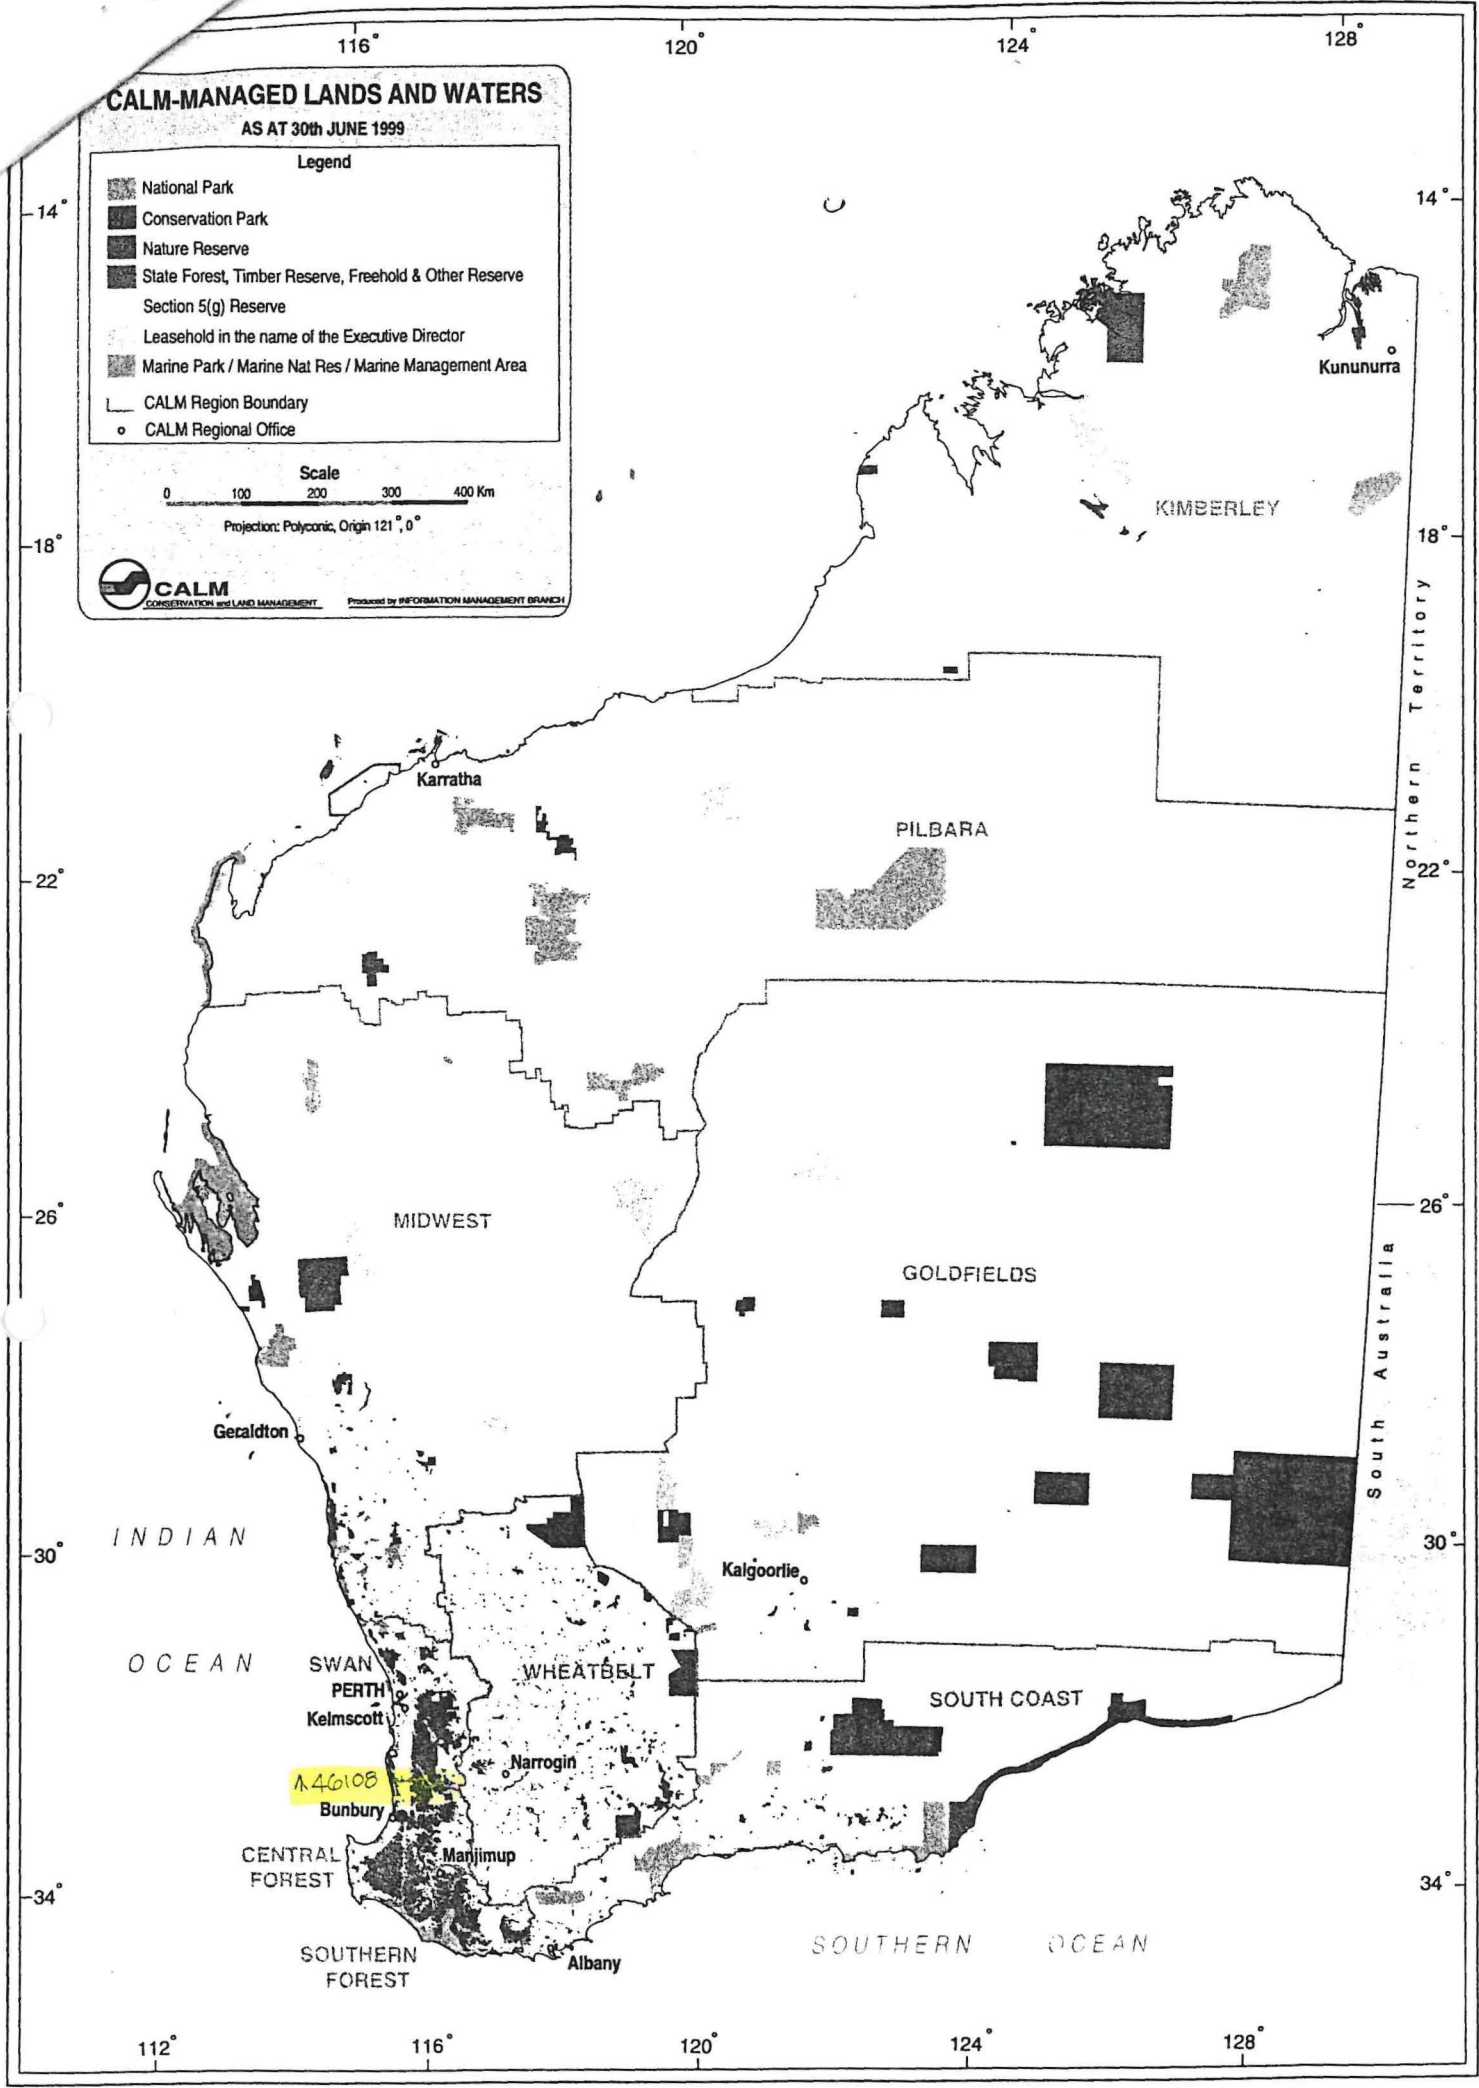 116° 120° 124° 128°
CALM-MANAGED LANDS AND WATERS
AS AT 30th JUNE 1999
Legend
National Park
Conservation Park
Nature Reserve
State Forest, Timber Reserve, Freehold & Other Reserve
Section 5(g) Reserve
Leasehold in the name of the Executive Director
Marine Park / Marine Nat Res / Marine Management Area
CALM Region Boundary
CALM Regional Office
Scale
0 100 200 300 400 Km
Projection: Polyconic, Origin 121°, 0°
CALM
CONSERVATION and LAND MANAGEMENT
Produced by INFORMATION MANAGEMENT BRANCH
14° 14°
Kununurra
KIMBERLEY
18° 18°
Northern Territory
Karratha
PILBARA
22° 22°
MIDWEST
26° 26°
GOLDFIELDS
South Australia
Geraldton
INDIAN
30° 30°
Kalgoorlie
OCEAN
SWAN
WHEATBELT
PERTH
SOUTH COAST
Kelmscott
Narrogin
46108
Bunbury
CENTRAL
FOREST
Manjimup
34° 34°
SOUTHERN OCEAN
SOUTHERN
FOREST
Albany
112° 116° 120° 124° 128°